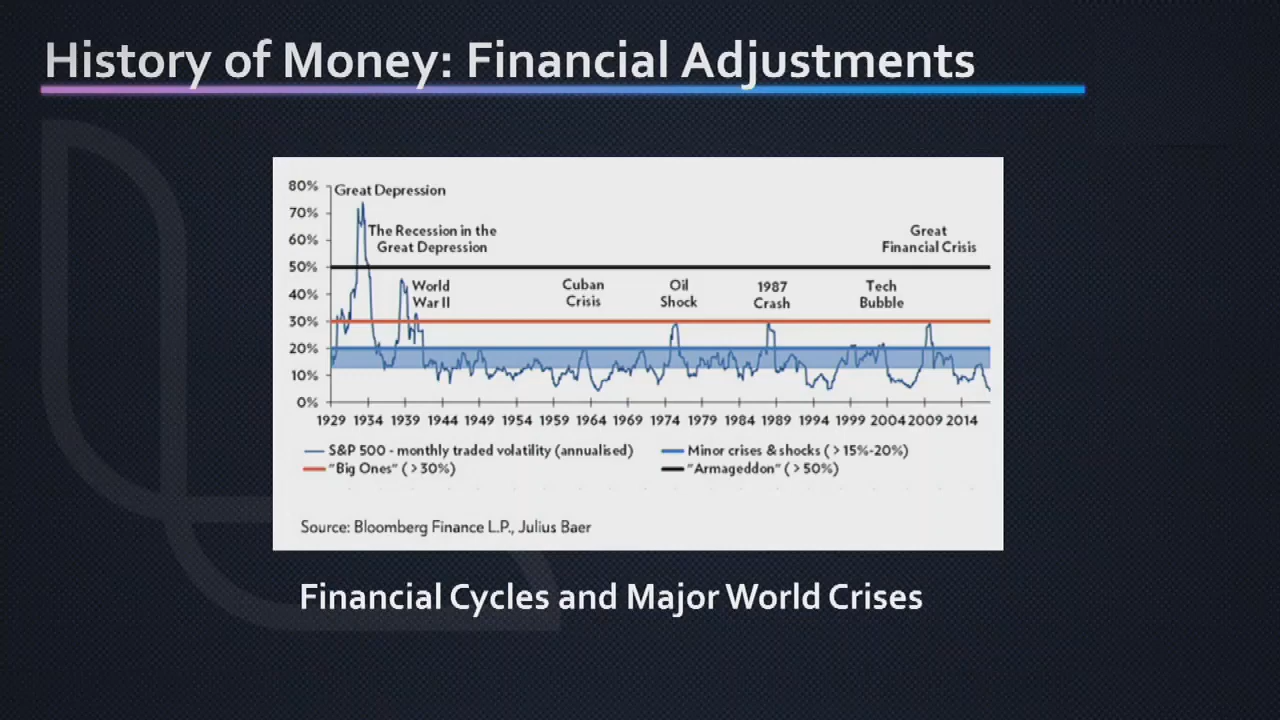 History of Money: Financial Adjustments
80%
Great Depression
70%
The Recession in the
Great Depression
60%
Great
Financial Crisis
50%
40%
World
War II
Cuban
Crisis
Oil
Shock
1987
Crash
Tech
Bubble
30%
20%
10%
0%
1929 1934 1939 1944 1949 1954 1959 1964 1969 1974 1979 1984 1989 1994 1999 2004 2009 2014
S&P 500 - monthly traded volatility (annualised)
Minor crises & shocks ( > 15%-20%)
"Big Ones" ( > 30%)
"Armageddon" ( > 50%)
Source: Bloomberg Finance L.P., Julius Baer
Financial Cycles and Major World Crises